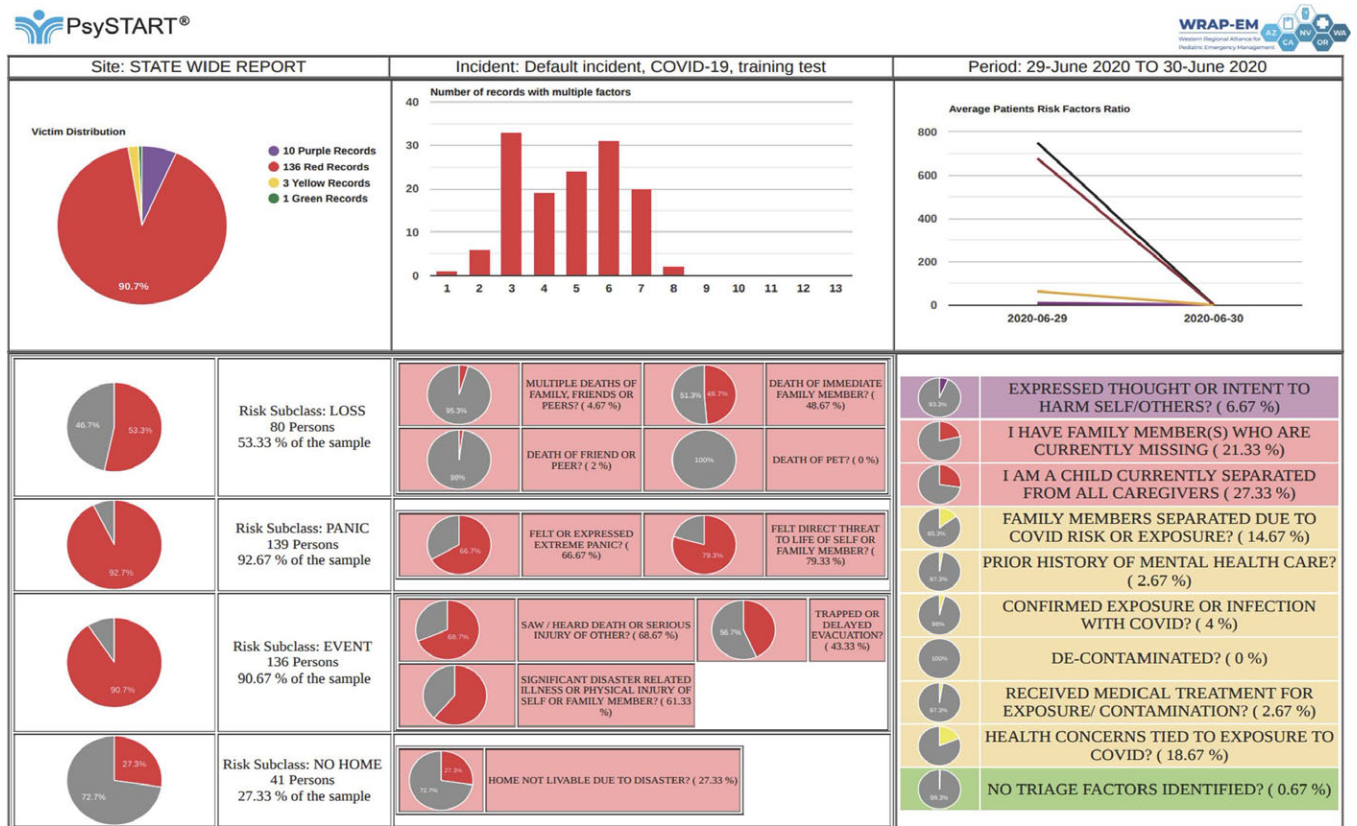 PsySTART®
WRAP-EM
Western Regional Alliance for
Pediatric Emergency Management
AZ
CA
NV
OR
WA
Site: STATE WIDE REPORT
Incident: Default incident, COVID-19, training test
Period: 29-June 2020 TO 30-June 2020
Victim Distribution
90.7%
10 Purple Records
136 Red Records
3 Yellow Records
1 Green Records
Number of records with multiple factors
40
30
20
10
0
1 2 3 4 5 6 7 8 9 10 11 12 13
Average Patients Risk Factors Ratio
800
600
400
200
0
2020-06-29 2020-06-30
46.7% 53.3%
Risk Subclass: LOSS
80 Persons
53.33 % of the sample
95.3%
MULTIPLE DEATHS OF
FAMILY, FRIENDS OR
PEERS? ( 4.67 %)
51.3% 48.7%
DEATH OF IMMEDIATE
FAMILY MEMBER? (
48.67 %)
98%
DEATH OF FRIEND OR
PEER? ( 2 %)
100%
DEATH OF PET? ( 0 %)
92.7%
Risk Subclass: PANIC
139 Persons
92.67 % of the sample
66.7%
FELT OR EXPRESSED
EXTREME PANIC? (
66.67 %)
79.3%
FELT DIRECT THREAT
TO LIFE OF SELF OR
FAMILY MEMBER? (
79.33 %)
90.7%
Risk Subclass: EVENT
136 Persons
90.67 % of the sample
68.7%
SAW / HEARD DEATH OR SERIOUS
INJURY OF OTHER? ( 68.67 %)
56.7%
TRAPPED OR
DELAYED
EVACUATION?
( 43.33 %)
SIGNIFICANT DISASTER RELATED
ILLNESS OR PHYSICAL INJURY OF
SELF OR FAMILY MEMBER? ( 61.33
%)
27.3%
72.7%
Risk Subclass: NO HOME
41 Persons
27.33 % of the sample
27.3%
72.7%
HOME NOT LIVABLE DUE TO DISASTER? ( 27.33 %)
93.3%
EXPRESSED THOUGHT OR INTENT TO
HARM SELF/OTHERS? ( 6.67 %)
I HAVE FAMILY MEMBER(S) WHO ARE
CURRENTLY MISSING ( 21.33 %)
I AM A CHILD CURRENTLY SEPARATED
FROM ALL CAREGIVERS ( 27.33 %)
85.3%
FAMILY MEMBERS SEPARATED DUE TO
COVID RISK OR EXPOSURE? ( 14.67 %)
97.3%
PRIOR HISTORY OF MENTAL HEALTH CARE?
( 2.67 %)
96%
CONFIRMED EXPOSURE OR INFECTION
WITH COVID? ( 4 %)
100%
DE-CONTAMINATED? ( 0 %)
97.3%
RECEIVED MEDICAL TREATMENT FOR
EXPOSURE/ CONTAMINATION? ( 2.67 %)
HEALTH CONCERNS TIED TO EXPOSURE TO
COVID? ( 18.67 %)
99.3%
NO TRIAGE FACTORS IDENTIFIED? ( 0.67 %)